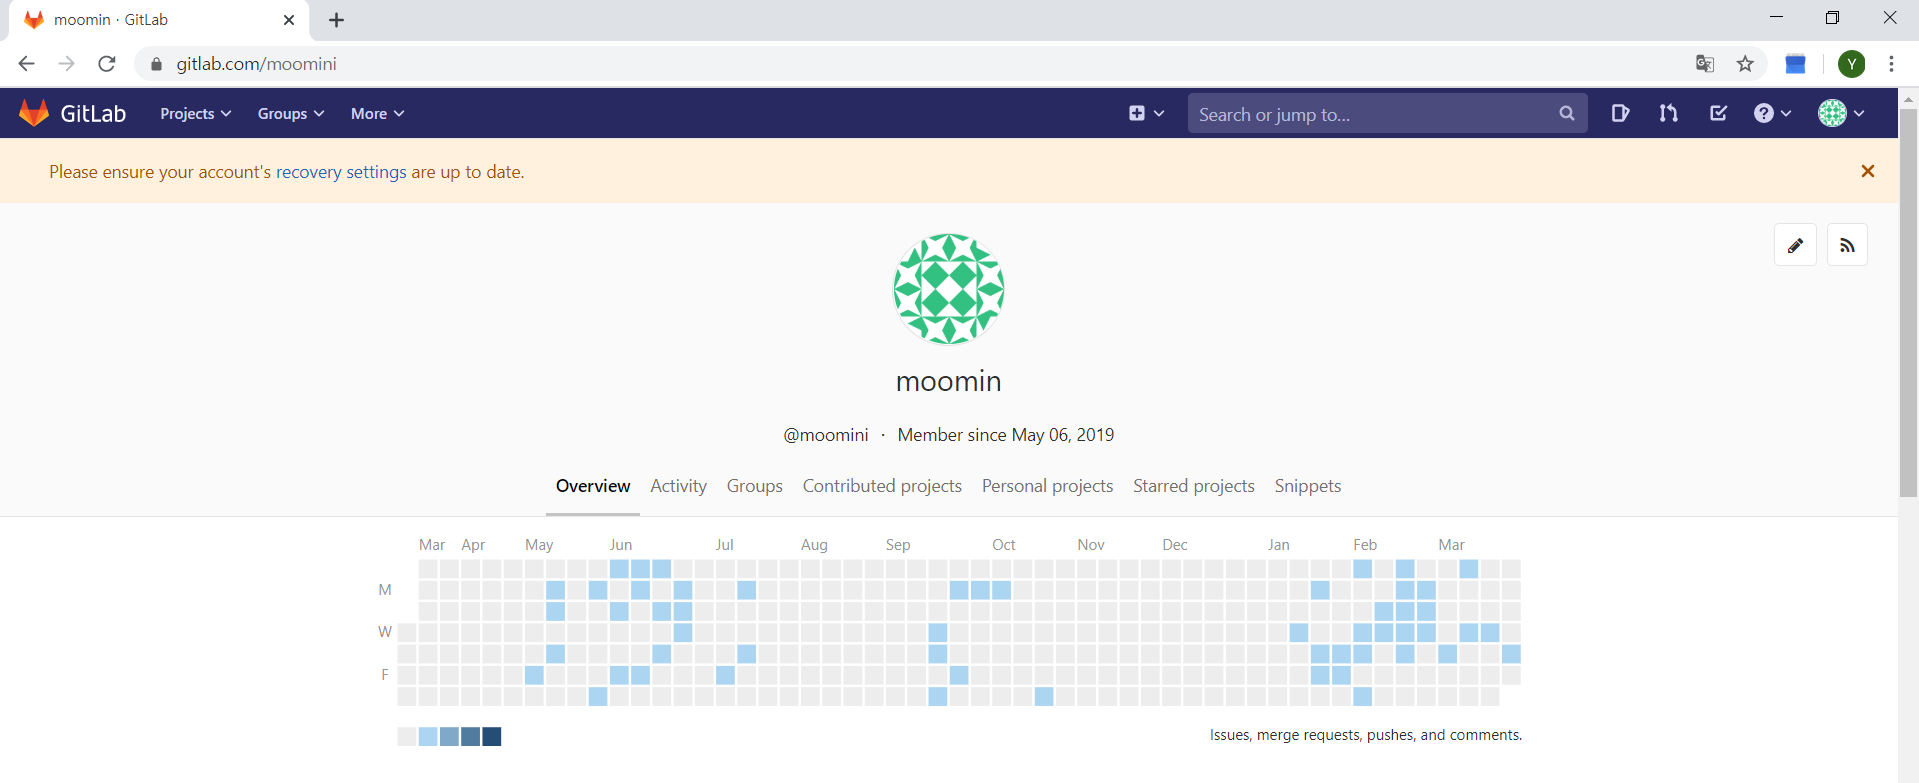 moomin · GitLab
gitlab.com/moomini
Y
GitLab Projects Groups More Search or jump to...
Please ensure your account's recovery settings are up to date.
moomin
@moomini · Member since May 06, 2019
Overview Activity Groups Contributed projects Personal projects Starred projects Snippets
Mar Apr May Jun Jul Aug Sep Oct Nov Dec Jan Feb Mar
M
W
F
Issues, merge requests, pushes, and comments.